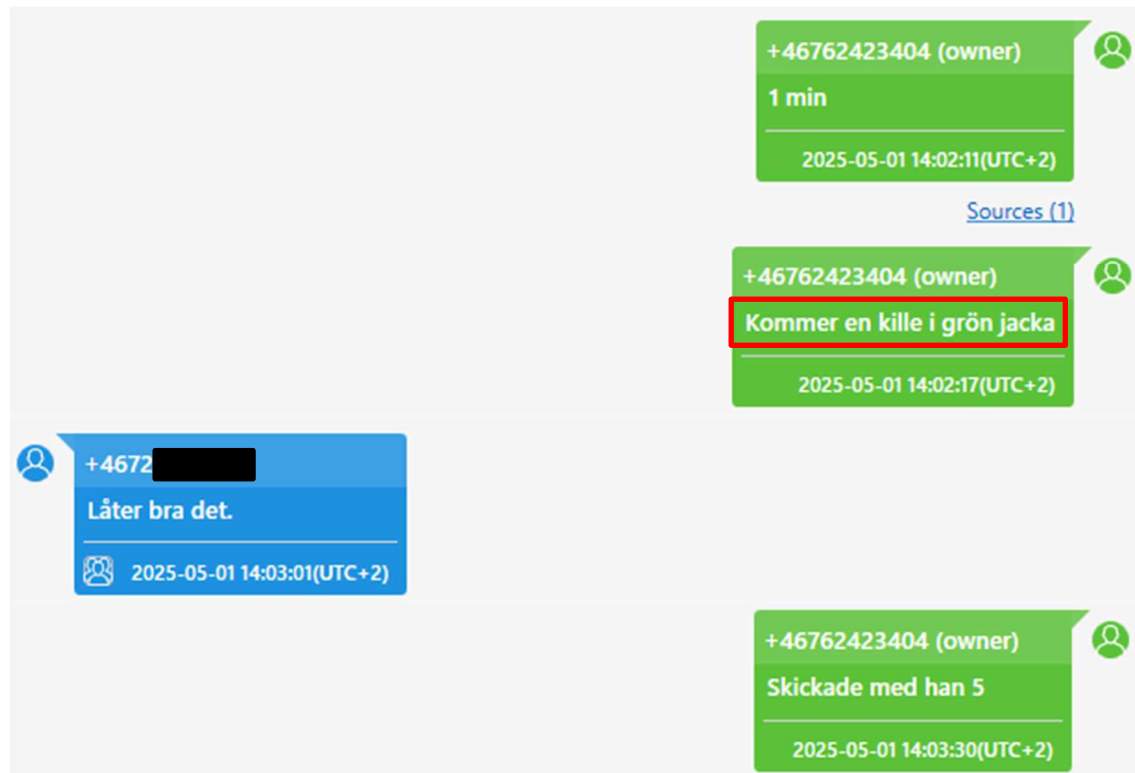 +46762423404 (owner)
1 min
2025-05-01 14:02:11(UTC+2)
Sources (1)
+46762423404 (owner)
Kommer en kille i grön jacka
2025-05-01 14:02:17(UTC+2)
+4672
Låter bra det.
2025-05-01 14:03:01(UTC+2)
+46762423404 (owner)
Skickade med han 5
2025-05-01 14:03:30(UTC+2)